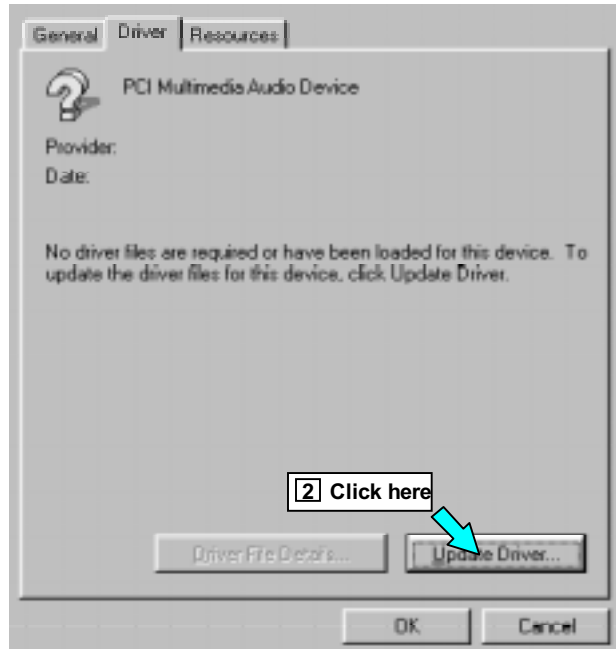 General Driver Resources
PCI Multimedia Audio Device
Provider:
Date:
No driver files are required or have been loaded for this device. To
update the driver files for this device, click Update Driver.
2 Click here
Driver File Details... Update Driver...
OK Cancel